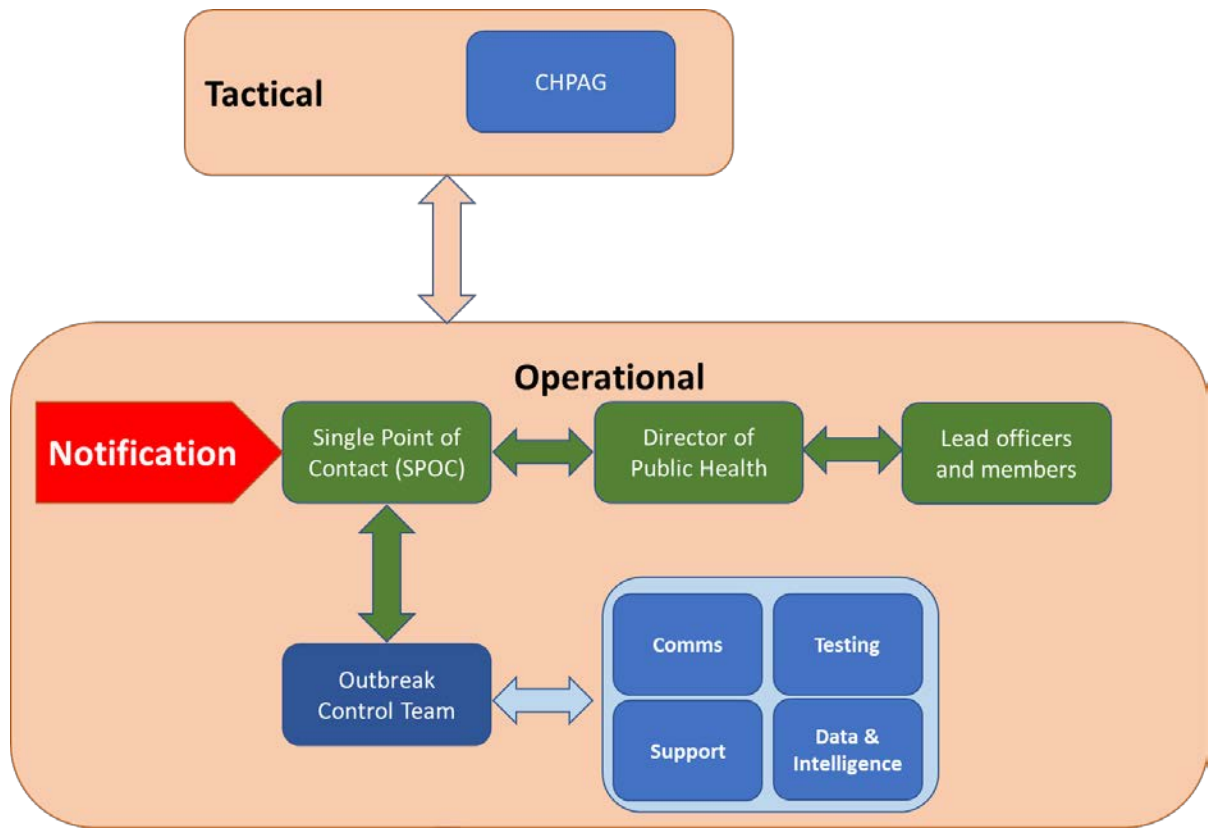 Tactical
CHPAG
Operational
Notification
Single Point of
Contact (SPOC)
Director of
Public Health
Lead officers
and members
Outbreak
Control Team
Comms
Testing
Support
Data &
Intelligence